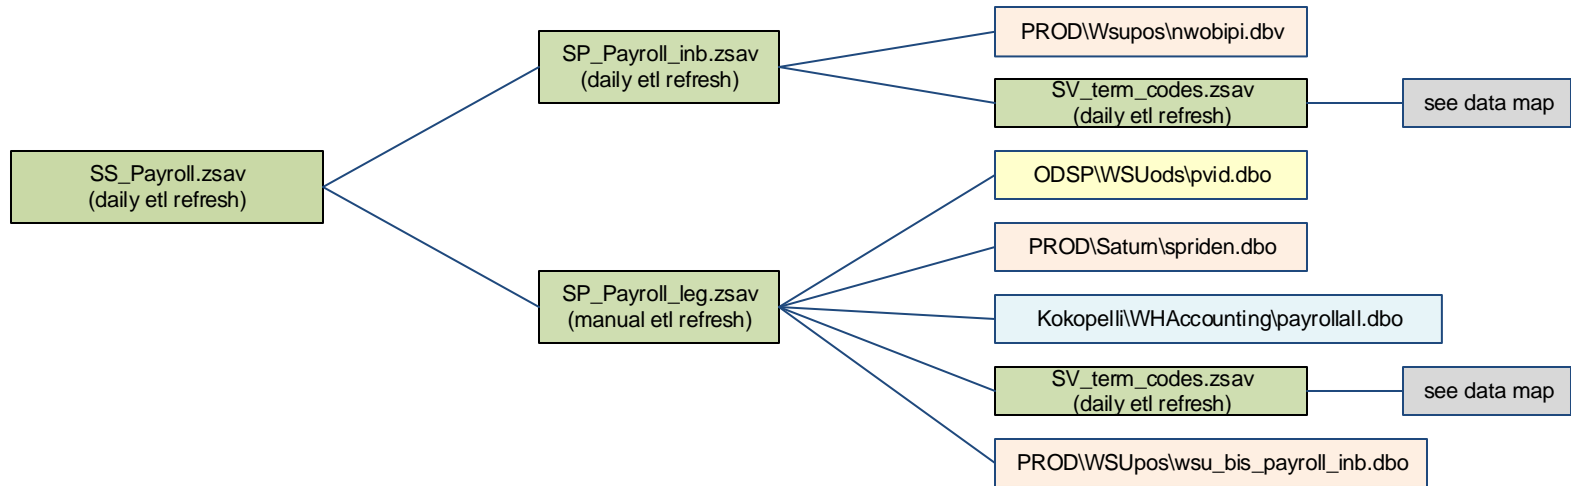 PROD\Wsupos\nwobipi.dbv
SP_Payroll_inb.zsav
(daily etl refresh)
SV_term_codes.zsav
(daily etl refresh)
see data map
SS_Payroll.zsav
(daily etl refresh)
ODSP\WSUods\pvid.dbo
PROD\Saturn\spriden.dbo
SP_Payroll_leg.zsav
(manual etl refresh)
Kokopelli\WHAccounting\payrollall.dbo
SV_term_codes.zsav
(daily etl refresh)
see data map
PROD\WSUpos\wsu_bis_payroll_inb.dbo